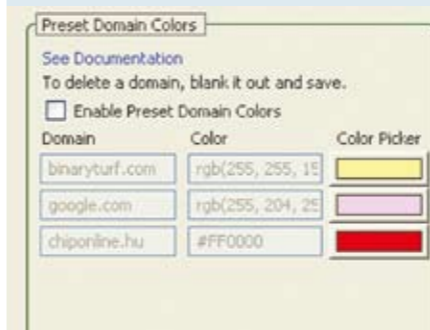 Preset Domain Colors
See Documentation
To delete a domain, blank it out and save.
Enable Preset Domain Colors
Domain Color Color Picker
binaryturf.com rgb(255, 255, 15
google.com rgb(255, 204, 25
chiponline.hu #FF0000